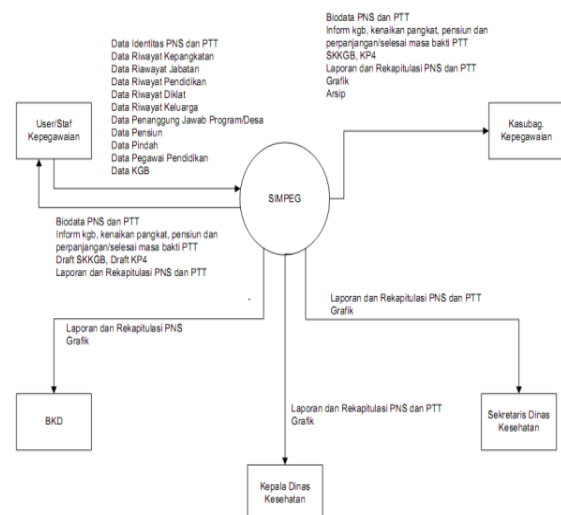 Data Identitas PNS dan PTT
Data Riwayat Kepangkatan
Data Riawayat Jabatan
Data Riwayat Pendidikan
Data Riwayat Diklat
Data Riwayat Keluarga
Data Penanggung Jawab Program/Desa
Data Pensiun
Data Pindah
Data Pegawai Pendidikan
Data KGB
Biodata PNS dan PTT
Inform kgb, kenaikan pangkat, pensiun dan
perpanjangan/selesai masa bakti PTT
SKKGB, KP4
Laporan dan Rekapitulasi PNS dan PTT
Grafik
Arsip
User/Staf
Kepegawaian
SIMPEG
Kasubag.
Kepegawaian
Biodata PNS dan PTT
Inform kgb, kenaikan pangkat, pensiun dan
perpanjangan/selesai masa bakti PTT
Draft SKKGB, Draft KP4
Laporan dan Rekapitulasi PNS dan PTT
Laporan dan Rekapitulasi PNS
Grafik
Laporan dan Rekapitulasi PNS dan PTT
Grafik
Laporan dan Rekapitulasi PNS dan PTT
Grafik
BKD
Kepala Dinas
Kesehatan
Sekretaris Dinas
Kesehatan